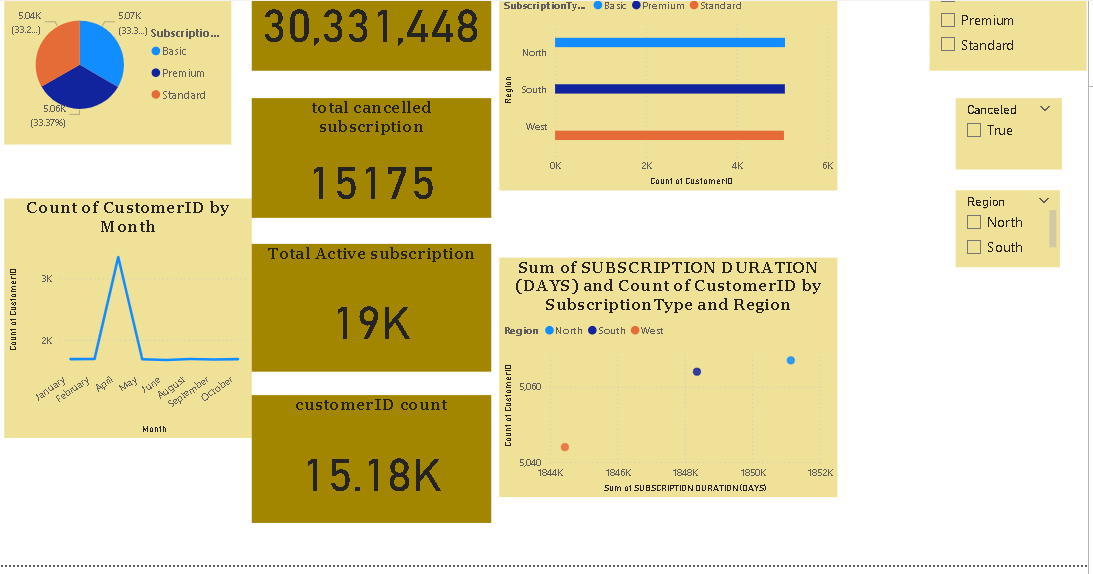 5.04K
(33.2...)
5.07K
(33.3...)
5.06K
(33.37%)
Subscriptio...
Basic
Premium
Standard
30,331,448
SubscriptionTy... Basic Premium Standard
Region
North
South
West
0K 2K 4K 6K
Count of CustomerID
Premium
Standard
total cancelled
subscription
15175
Canceled
True
Region
North
South
Count of CustomerID by
Month
Count of CustomerID
3K
2K
January February April May June August September October
Month
Total Active subscription
19K
customerID count
15.18K
Sum of SUBSCRIPTION DURATION
(DAYS) and Count of CustomerID by
SubscriptionType and Region
Region North South West
Count of CustomerID
5,060
5,040
1844K 1846K 1848K 1850K 1852K
Sum of SUBSCRIPTION DURATION (DAYS)